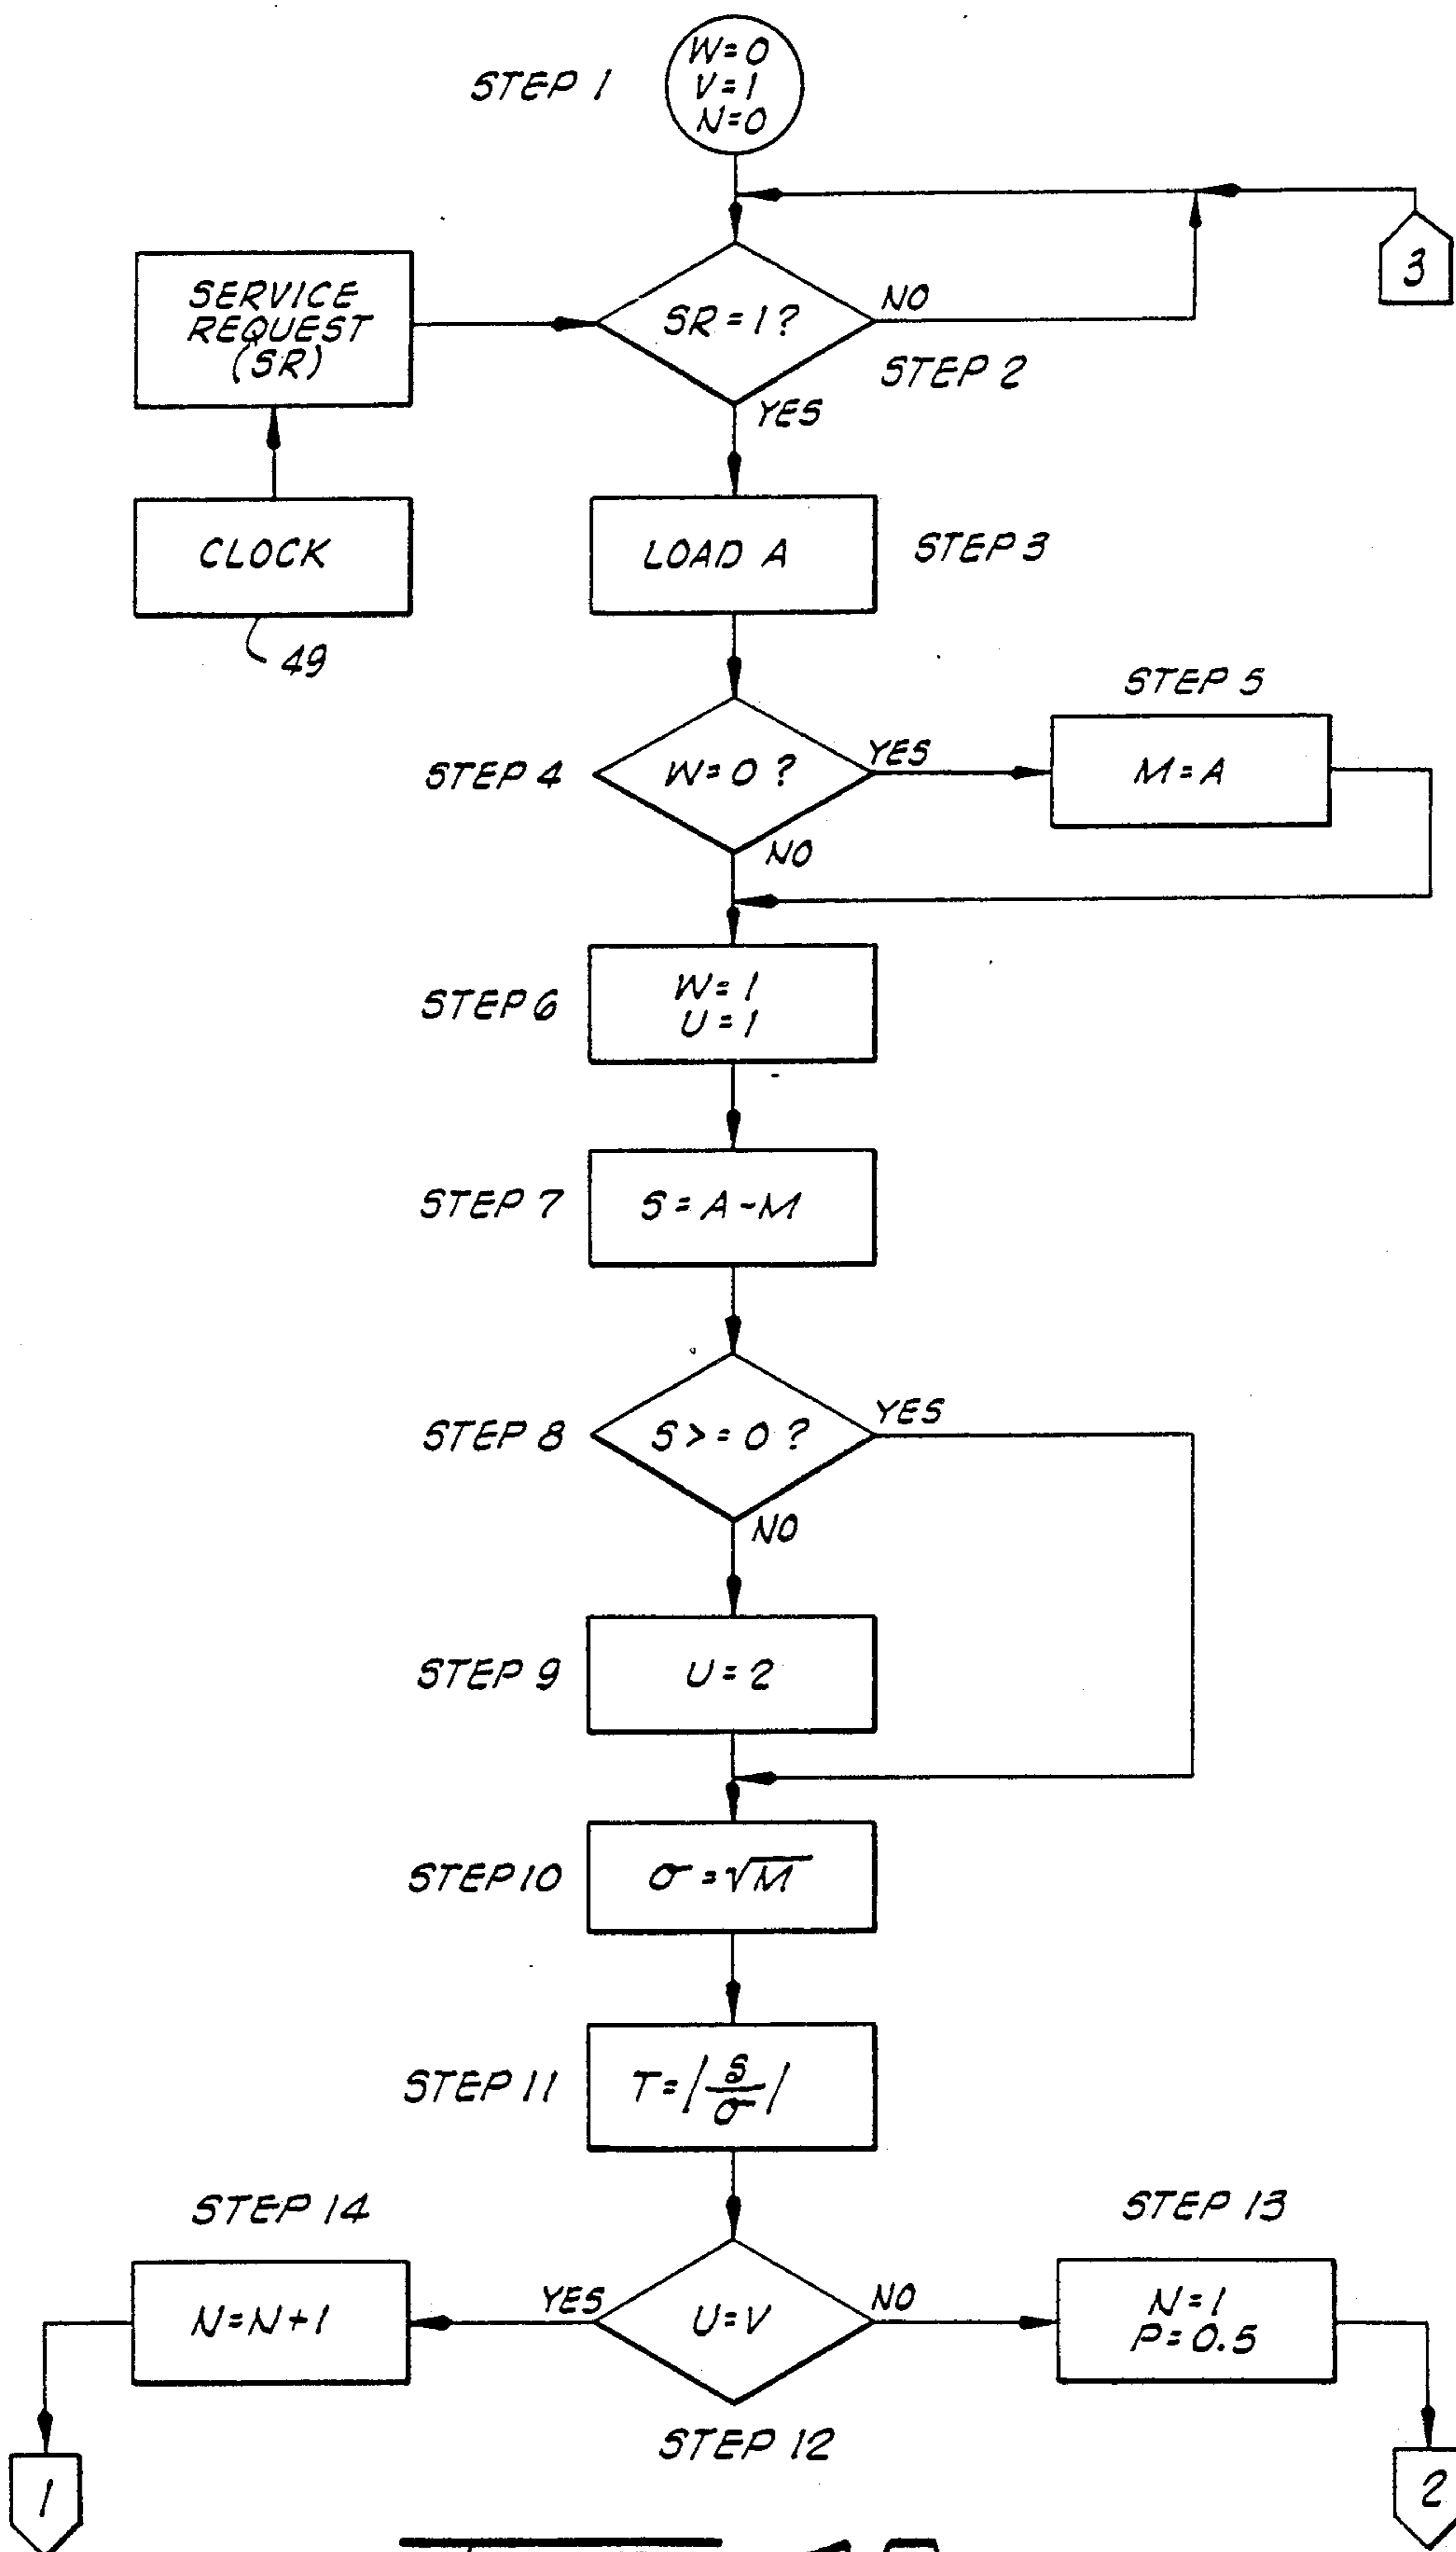 STEP 1
W=0
V=1
N=0
3
SERVICE
REQUEST
(SR)
SR=1?
NO
STEP 2
YES
CLOCK
49
LOAD A
STEP 3
STEP 5
STEP 4
W=0?
YES
M=A
NO
STEP 6
W=1
U=1
STEP 7
S=A-M
STEP 8
S>=0?
YES
NO
STEP 9
U=2
STEP 10
σ=√M
STEP 11
T=|S/σ|
STEP 14
STEP 13
N=N+1
YES
U=V
NO
N=1
P=0.5
STEP 12
1
2